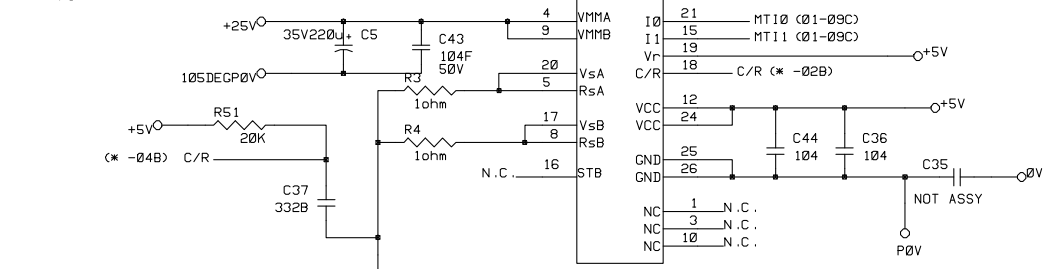 4 VMMA I0 21 MTI0 (01-09C)
+25V
35V220u+ C5 9 VMMB I1 15 MTI1 (01-09C)
C43 Vr 19 +5V
104F
50V
105DEGP0V 20 VsA C/R 18 C/R (* -02B)
R3 5 RsA
1ohm
VCC 12 +5V
R51 17 VsB VCC 24
+5V 20K R4 8 RsB C44 C36
1ohm 104 104
(* -04B) C/R GND 25
N.C. 16 STB GND 26 C35 0V
C37 NOT ASSY
332B
NC 1 N.C.
NC 3 N.C.
NC 10 N.C.
P0V